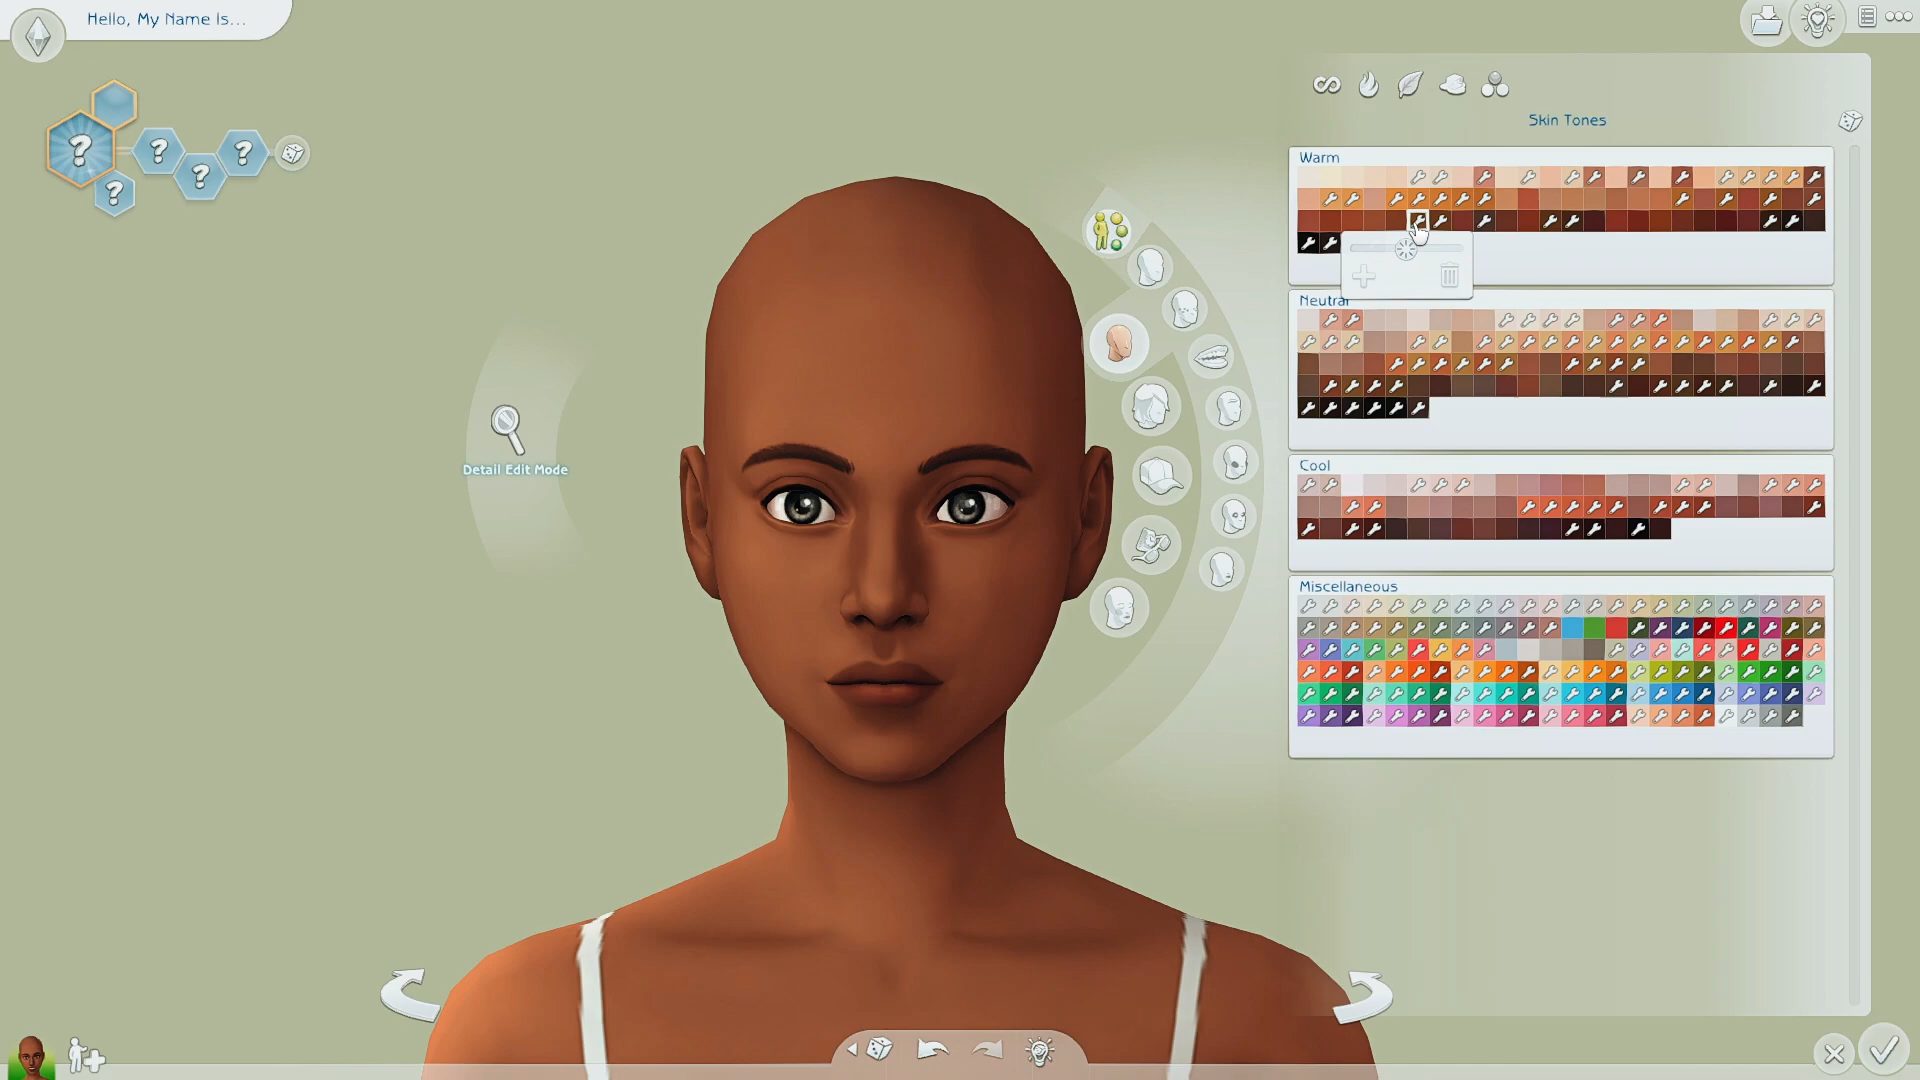 Hello, My Name Is...
Skin Tones
Warm
Neutral
Cool
Miscellaneous
Detail Edit Mode